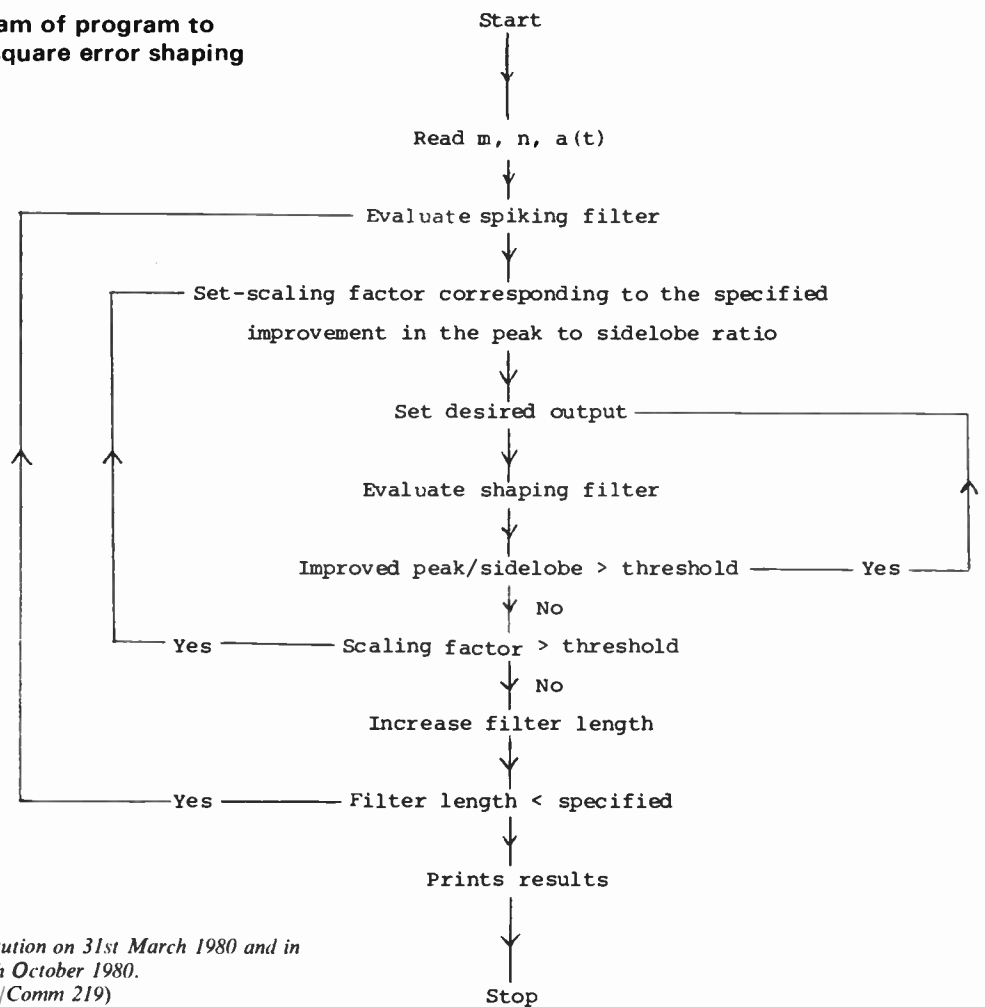 am of program to
square error shaping
Start
Read m, n, a(t)
Evaluate spiking filter
Set-scaling factor corresponding to the specified
improvement in the peak to sidelobe ratio
Set desired output
Evaluate shaping filter
Improved peak/sidelobe > threshold Yes
No
Yes Scaling factor > threshold
No
Increase filter length
Yes Filter length < specified
Prints results
ution on 31st March 1980 and in
h October 1980.
/Comm 219)
Stop